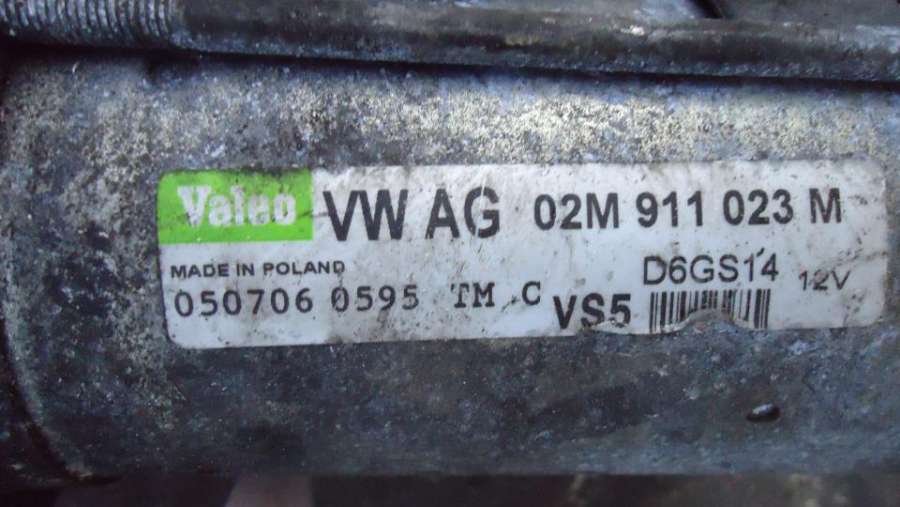 Valeo VW AG 02M 911 023 M
MADE IN POLAND D6GS14 12V
050706 0595 TM C VS5